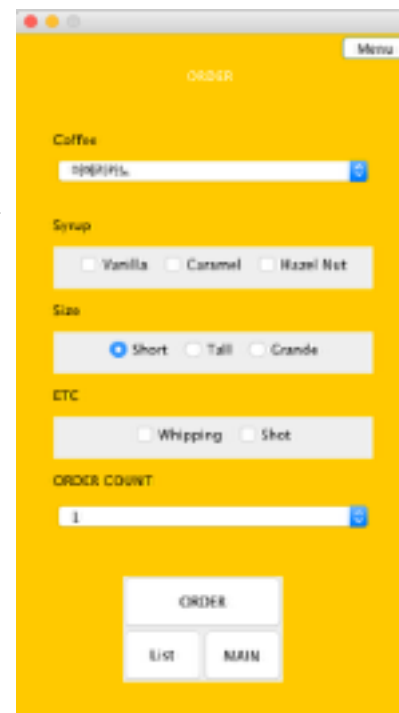 Menu
ORDER
Coffee
Syrup
Vanilla Caramel Hazel Nut
Size
Short Tall Grande
ETC
Whipping Shot
ORDER COUNT
1
ORDER
List MAIN